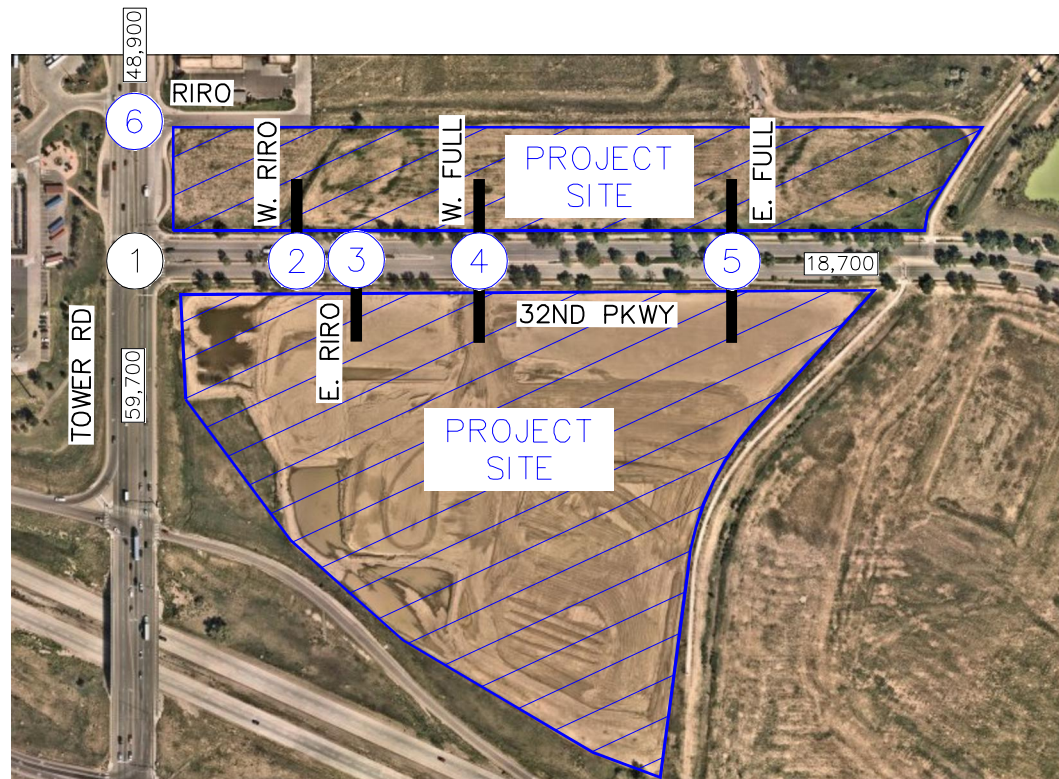 48,900
RIRO
6
W. RIRO
W. FULL
PROJECT
SITE
E. FULL
1
2
3
4
5
18,700
E. RIRO
32ND PKWY
TOWER RD
59,700
PROJECT
SITE